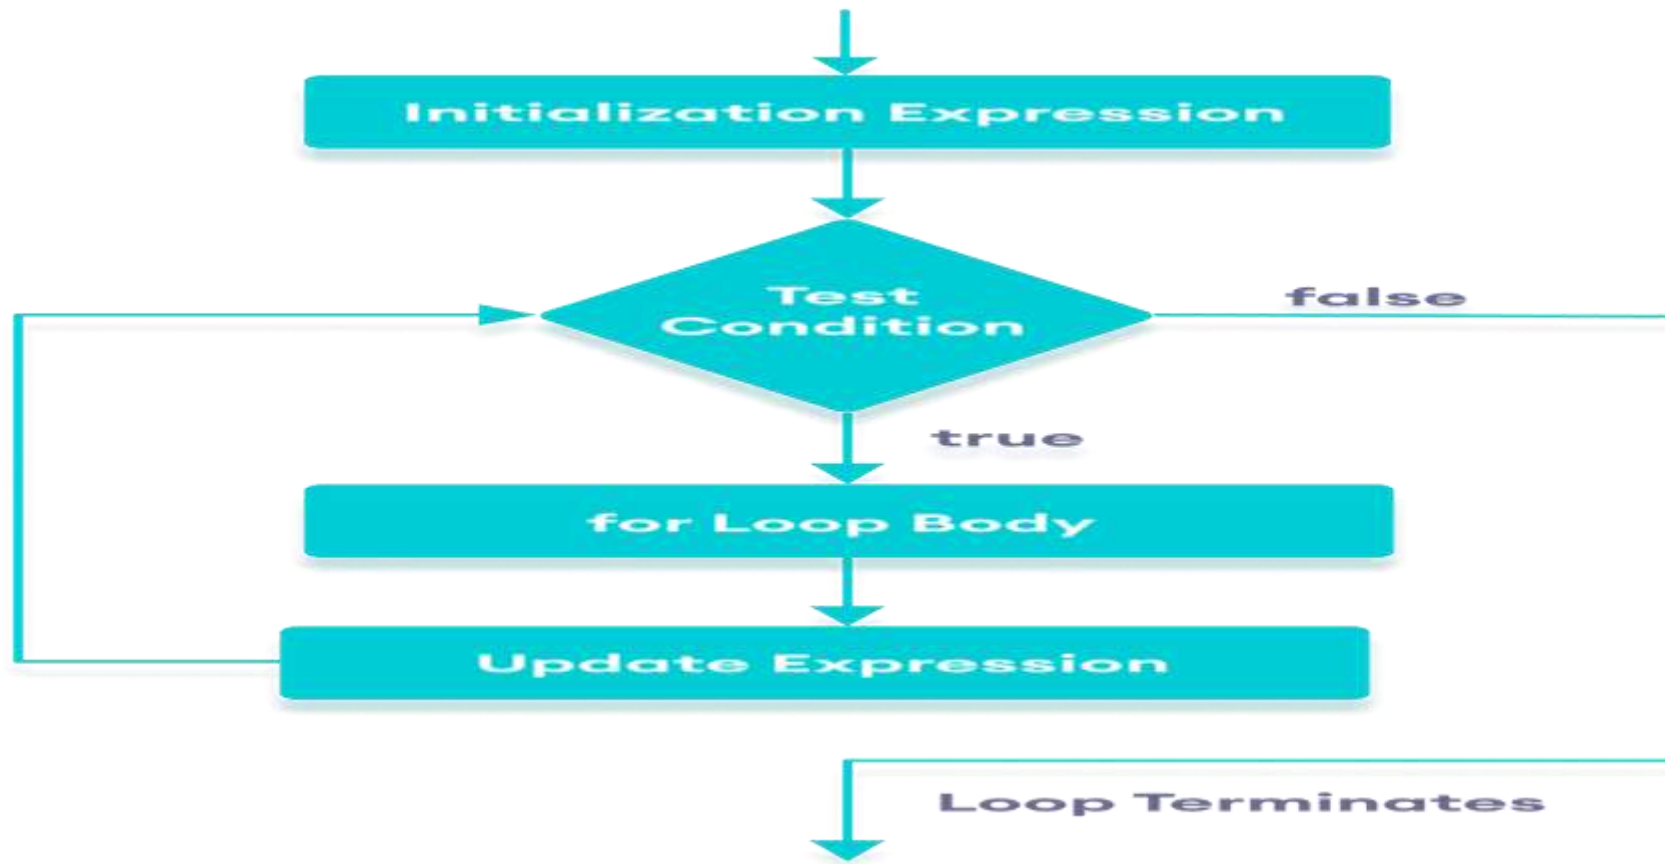 Initialization Expression
Test
Condition
false
true
for Loop Body
Update Expression
Loop Terminates